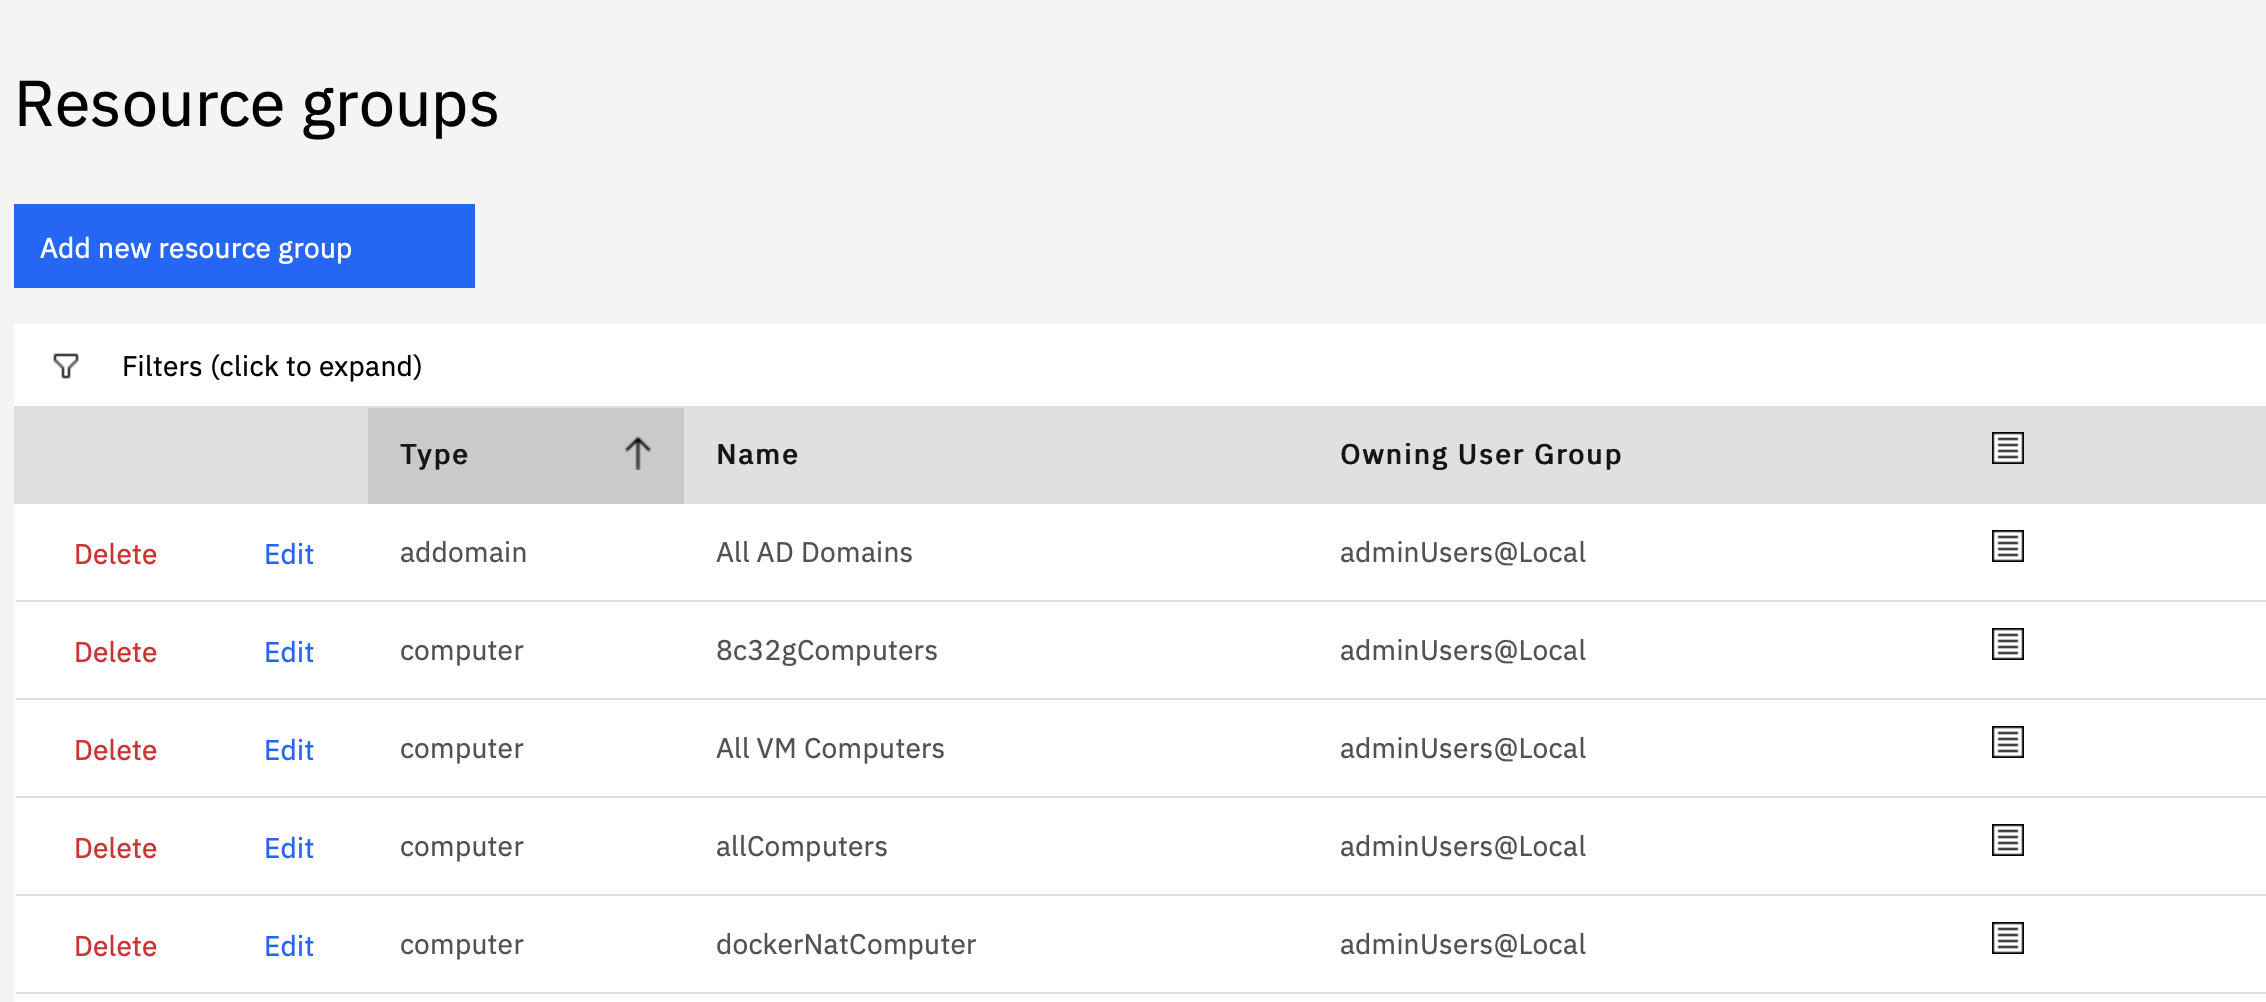 Resource groups
Add new resource group
Filters (click to expand)
Type Name Owning User Group
Delete Edit addomain All AD Domains adminUsers@Local
Delete Edit computer 8c32gComputers adminUsers@Local
Delete Edit computer All VM Computers adminUsers@Local
Delete Edit computer allComputers adminUsers@Local
Delete Edit computer dockerNatComputer adminUsers@Local